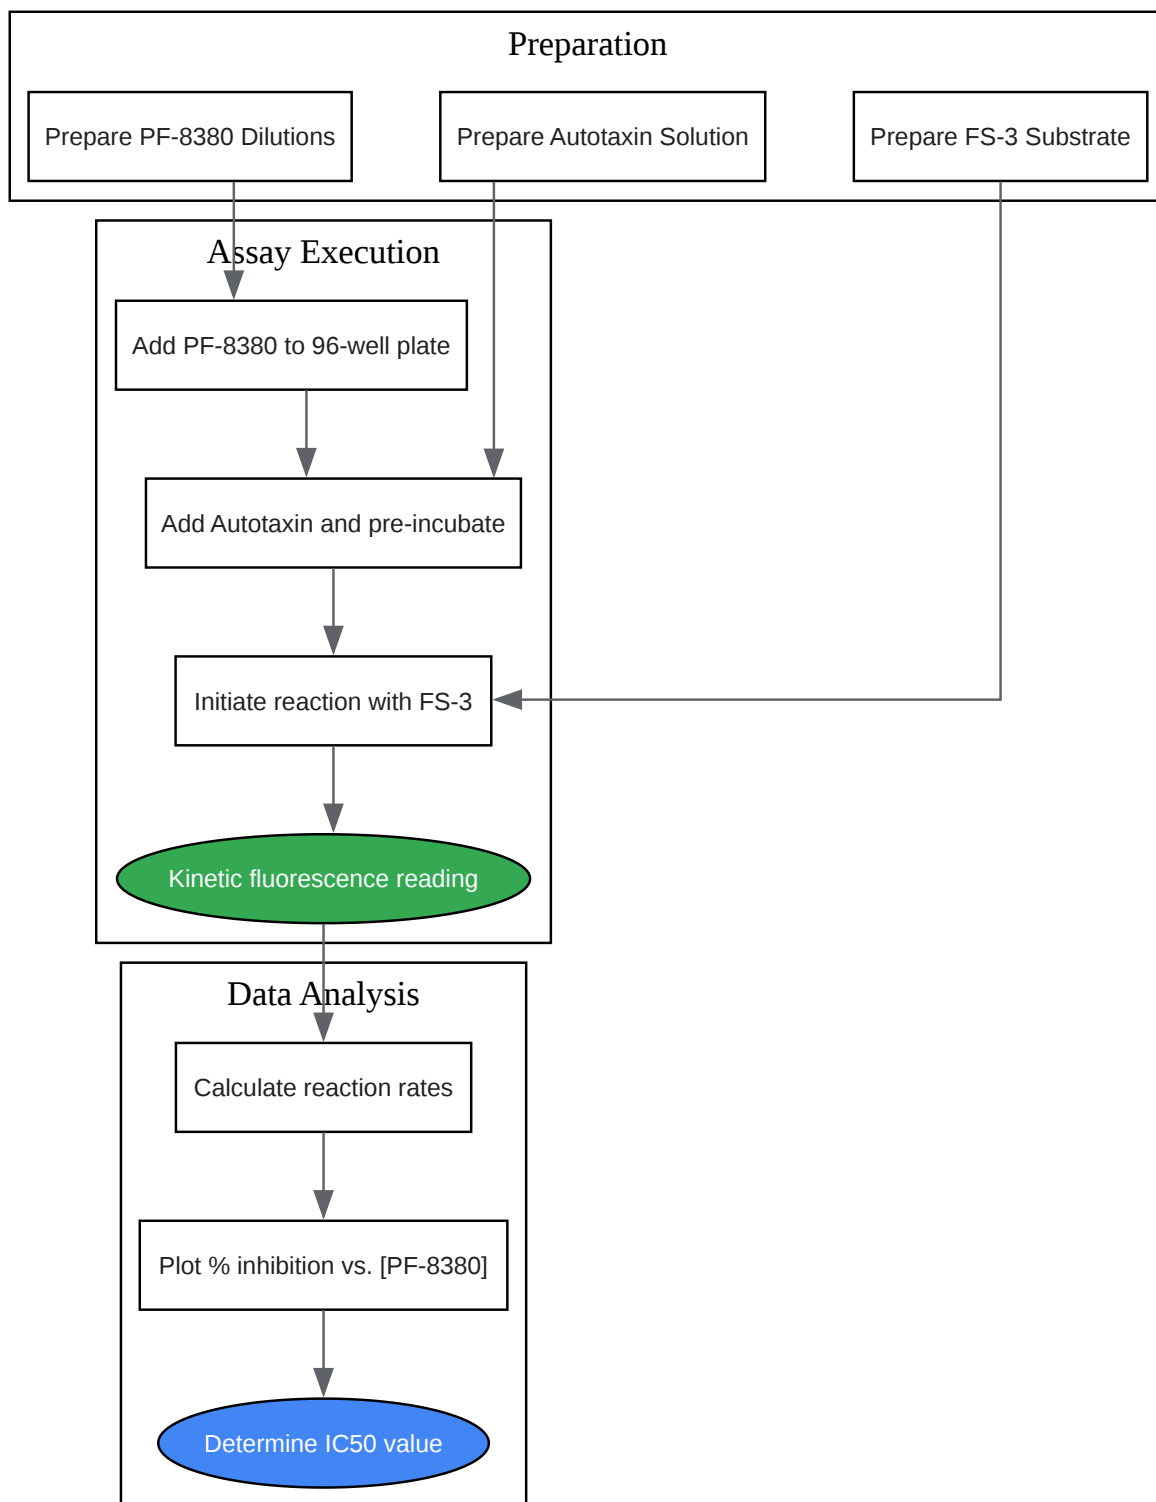 Preparation
Prepare PF-8380 Dilutions
Prepare Autotaxin Solution
Prepare FS-3 Substrate
Assay Execution
Add PF-8380 to 96-well plate
Add Autotaxin and pre-incubate
Initiate reaction with FS-3
Kinetic fluorescence reading
Data Analysis
Calculate reaction rates
Plot % inhibition vs. [PF-8380]
Determine IC50 value